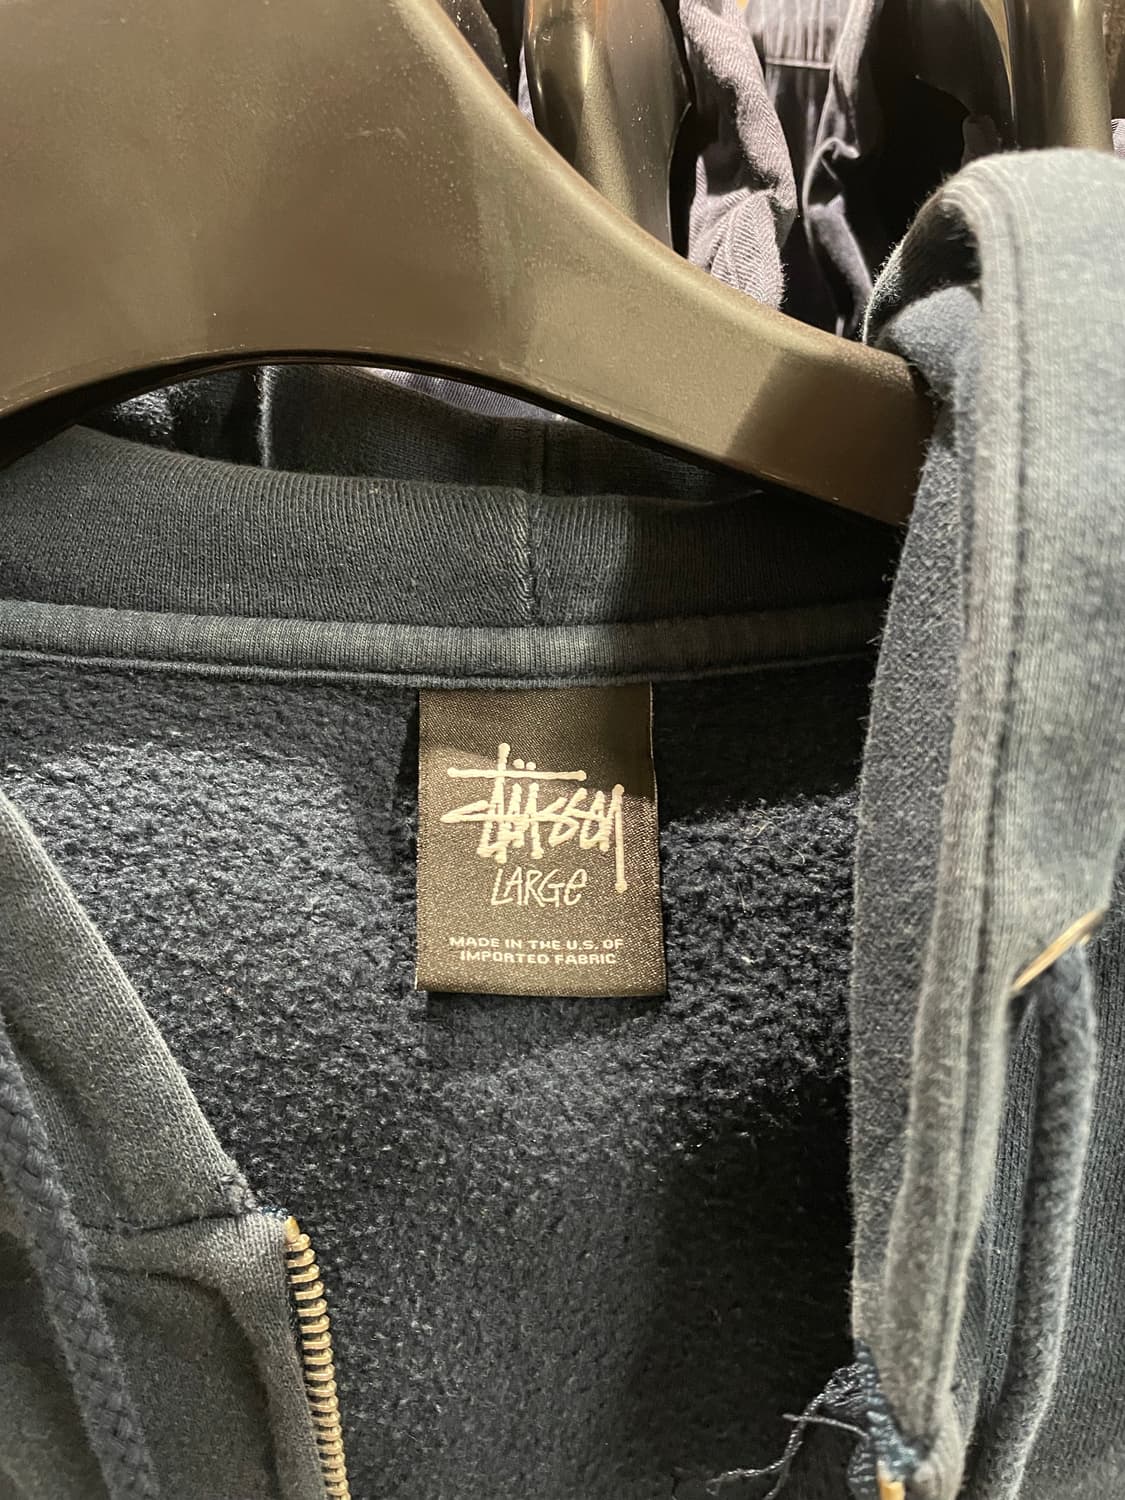 Stüssy
LARGE
MADE IN THE U.S. OF
IMPORTED FABRIC